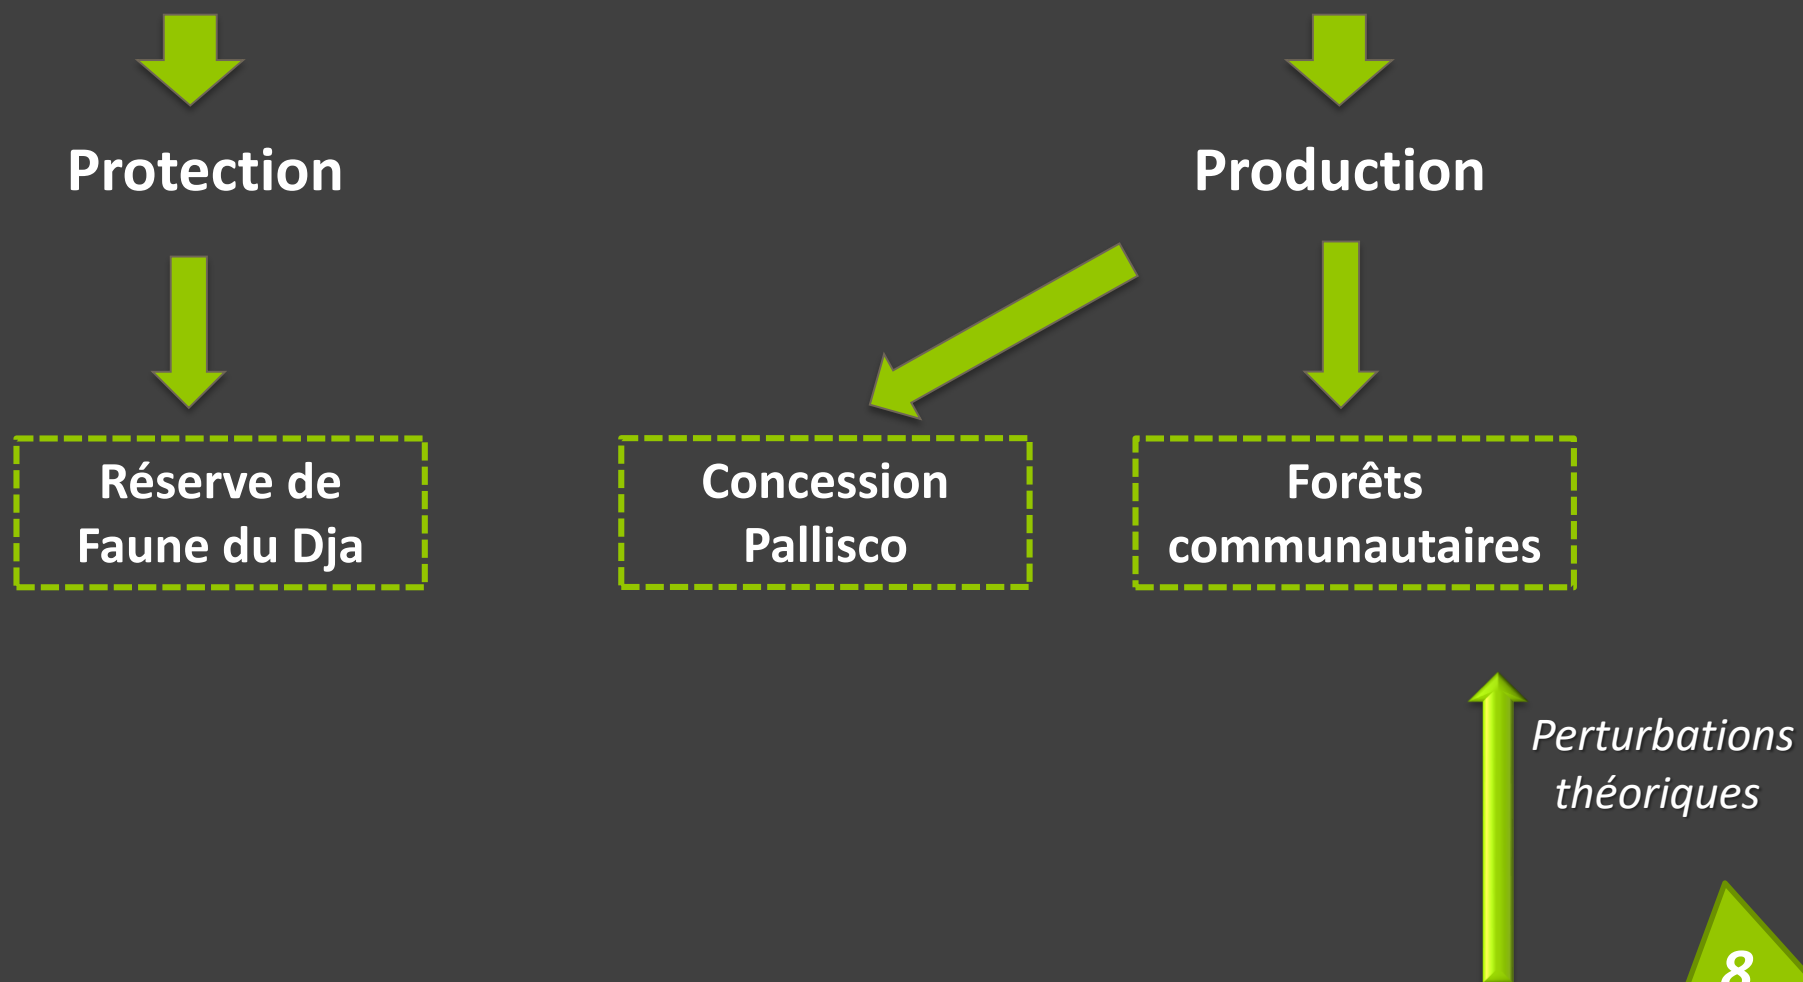 Protection
Production
Réserve de
Faune du Dja
Concession
Pallisco
Forêts
communautaires
Perturbations
théoriques
8